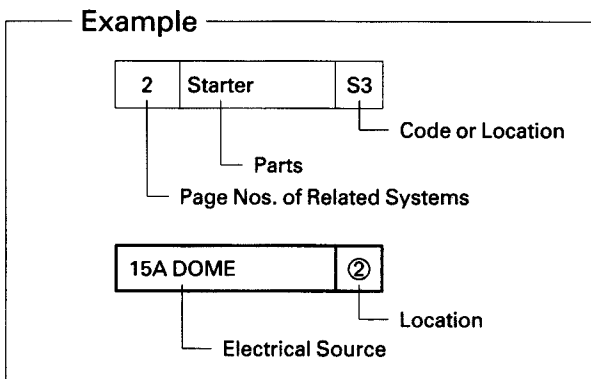 Example
2 Starter S3
Code or Location
Parts
Page Nos. of Related Systems
15A DOME ②
Location
Electrical Source